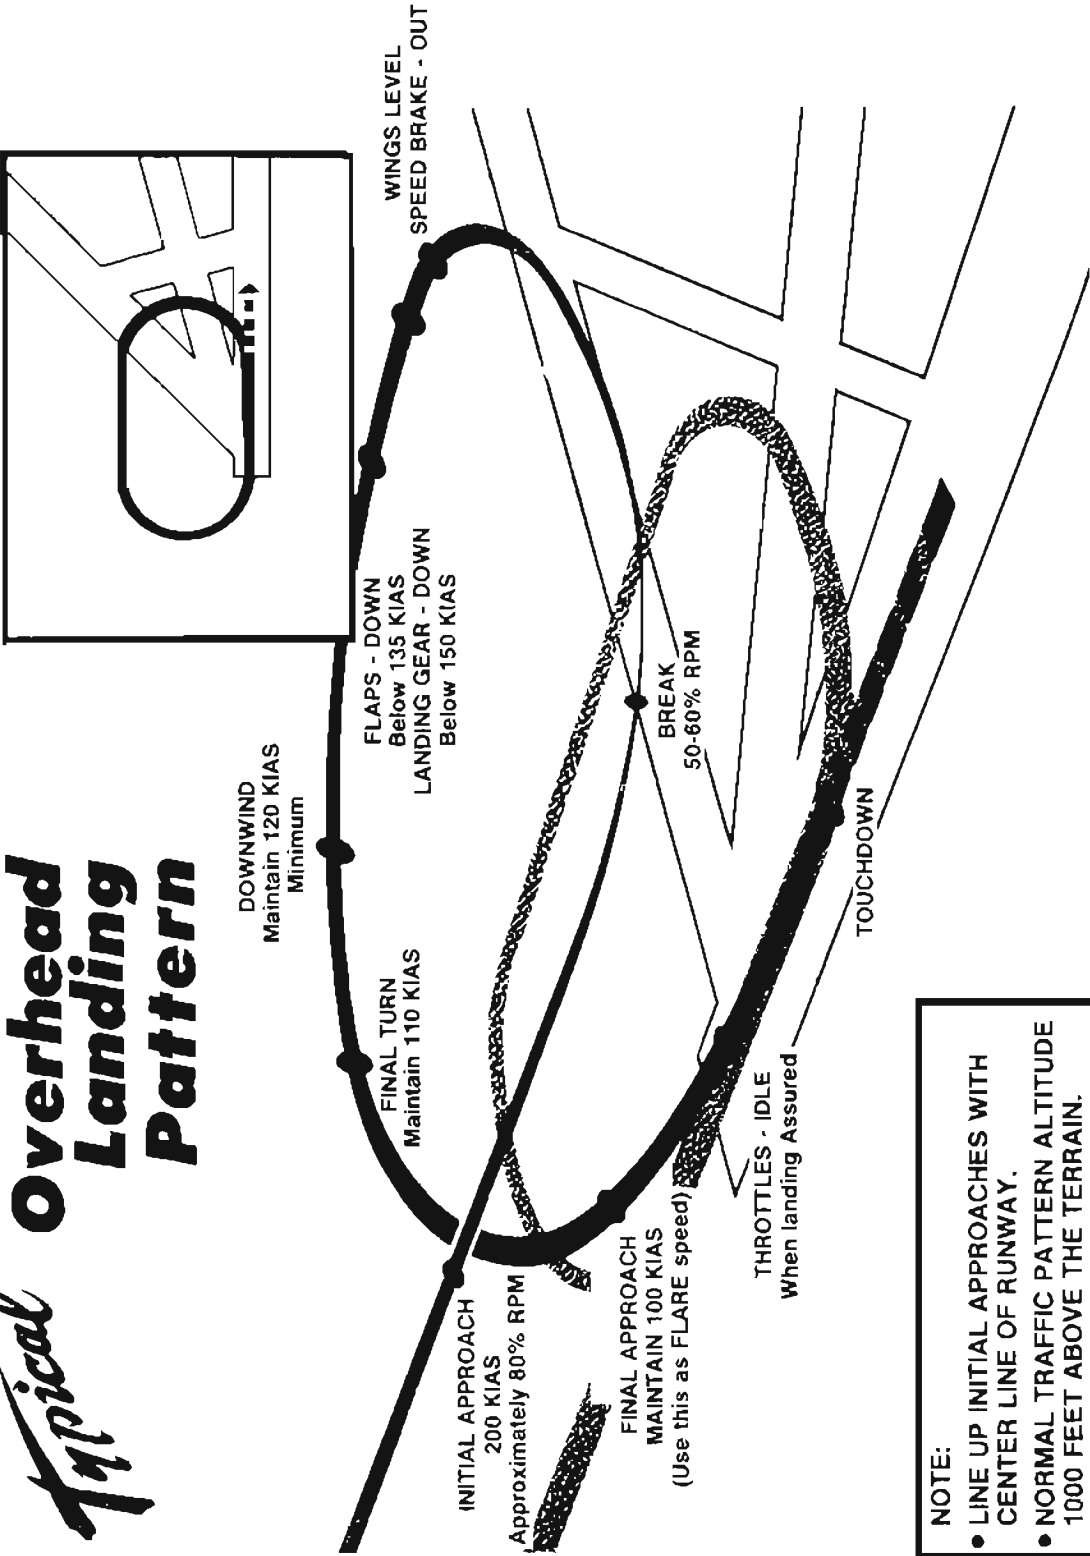 Typical Overhead
Landing
Pattern
WINGS LEVEL
SPEED BRAKE - OUT
FLAPS - DOWN
Below 135 KIAS
LANDING GEAR - DOWN
Below 150 KIAS
DOWNWIND
Maintain 120 KIAS
Minimum
FINAL TURN
Maintain 110 KIAS
BREAK
50-60% RPM
INITIAL APPROACH
200 KIAS
Approximately 80% RPM
FINAL APPROACH
MAINTAIN 100 KIAS
(Use this as FLARE speed)
THROTTLES - IDLE
When landing Assured
TOUCHDOWN
NOTE:
● LINE UP INITIAL APPROACHES WITH
CENTER LINE OF RUNWAY.
● NORMAL TRAFFIC PATTERN ALTITUDE
1000 FEET ABOVE THE TERRAIN.